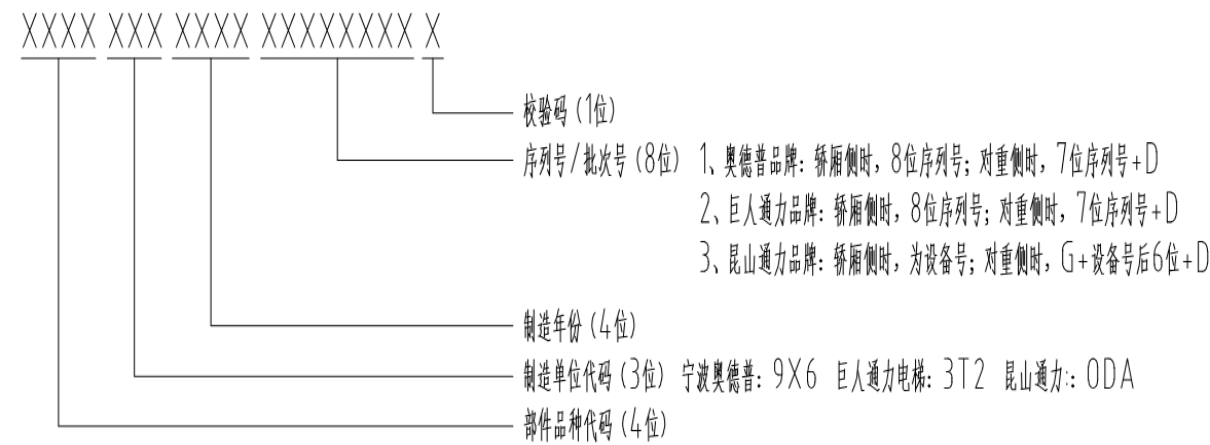 XXXX XXX XXXX XXXXXXXX X
校验码（1位）
序列号/批次号（8位） 1、奥德普品牌：轿厢侧时，8位序列号；对重侧时，7位序列号+D
2、巨人通力品牌：轿厢侧时，8位序列号；对重侧时，7位序列号+D
3、昆山通力品牌：轿厢侧时，为设备号；对重侧时，G+设备号后6位+D
制造年份（4位）
制造单位代码（3位） 宁波奥德普：9X6 巨人通力电梯：3T2 昆山通力：：0DA
部件品种代码（4位）